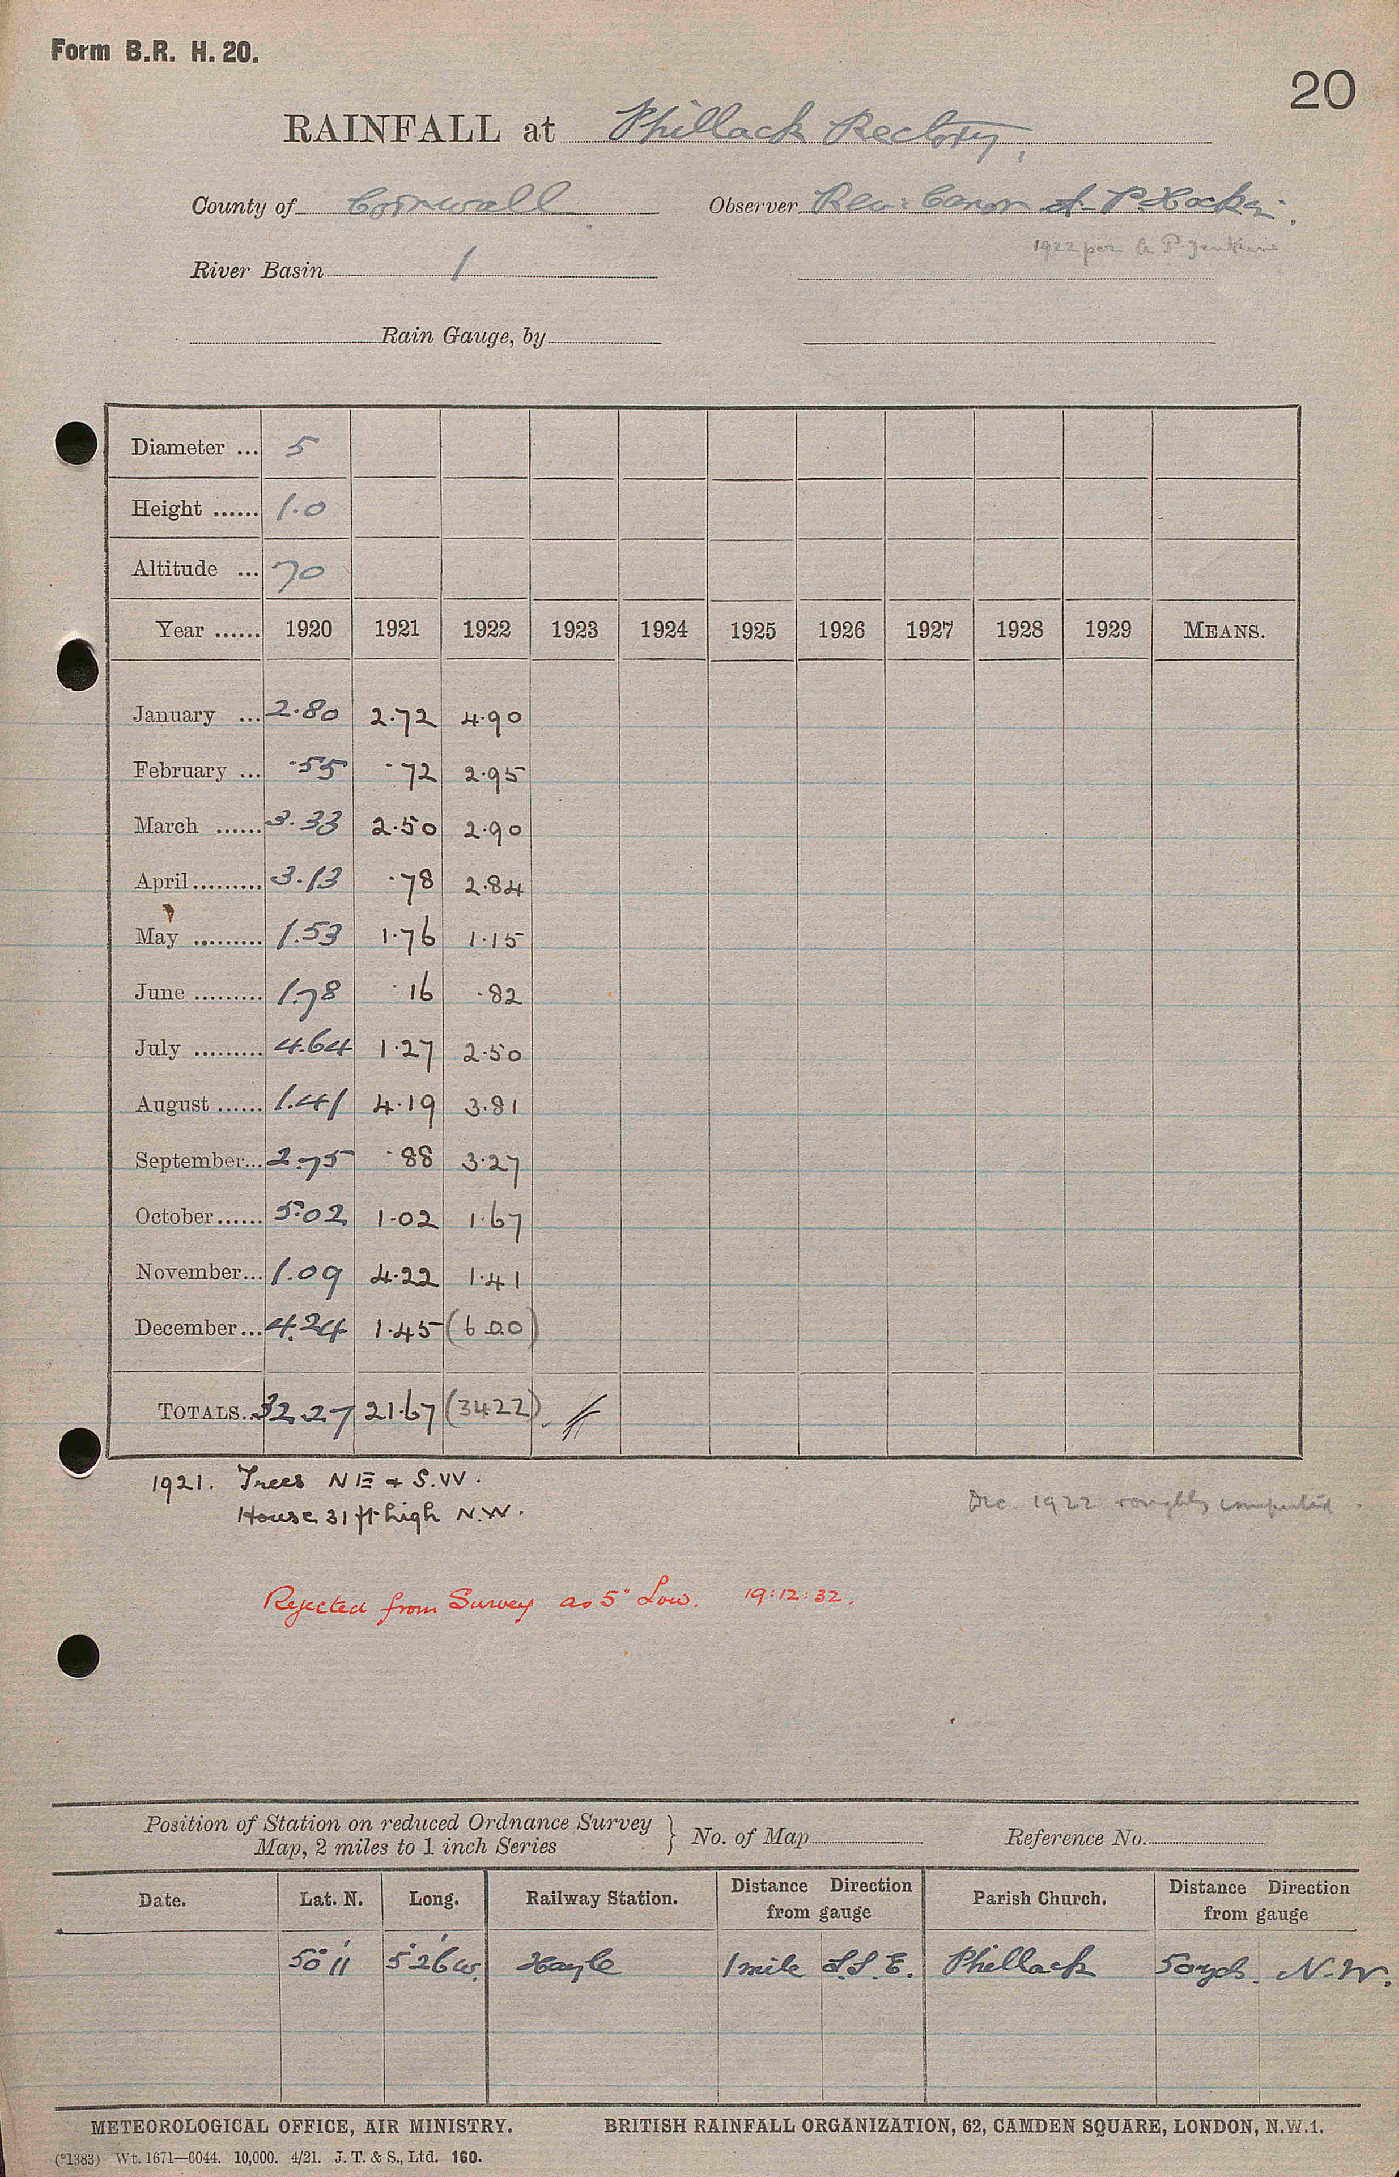 Form B.R. H. 20.
20
RAINFALL at Phillack Rectory,
County of Cornwall Observer Rev: Canon A. P. Hockin.
1922 per A P Jenkin
River Basin 1
Rain Gauge, by
Diameter ... 5
Height ...... 1.0
Altitude ... 70
Year ...... 1920 1921 1922 1923 1924 1925 1926 1927 1928 1929 MEANS.
January ... 2.80 2.72 4.90
February ... .55 .72 2.95
March ...... 3.33 2.50 2.90
April ......... 3.13 .78 2.84
May ......... 1.53 1.76 1.15
June ......... 1.78 .16 .82
July ......... 4.64 1.27 2.50
August ...... 1.41 4.19 3.81
September... 2.75 .88 3.27
October ...... 5.02 1.02 1.67
November... 1.09 4.22 1.41
December ... 4.24 1.45 (6.00)
TOTALS.. 32.27 21.67 (34.22)
1921. Trees NE + S.W.
House 31 ft high N.W.
Dec. 1922 roughly computed.
Rejected from Survey as 5" Low. 19:12:32.
Position of Station on reduced Ordnance Survey Map, 2 miles to 1 inch Series } No. of Map Reference No.
Date. Lat. N. Long. Railway Station. Distance Direction from gauge Parish Church. Distance Direction from gauge
50° 11' 5° 26' W. Hayle 1 mile S.S.E. Phillack 50 yds. N.W.
METEOROLOGICAL OFFICE, AIR MINISTRY. BRITISH RAINFALL ORGANIZATION, 62, CAMDEN SQUARE, LONDON, N.W.1.
(*1383) Wt. 1671—6044. 10,000. 4/21. J. T. & S., Ltd. 160.